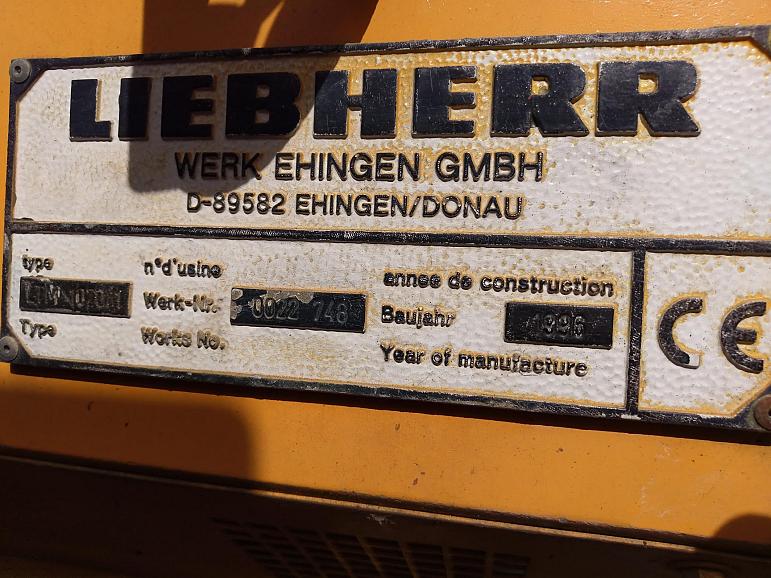 LIEBHERR
WERK EHINGEN GMBH
D-89582 EHINGEN/DONAU
type
LTM
Type
n°d'usine
Werk-Nr.
0022 748
Works No.
annee de construction
Baujahr
1996
Year of manufacture
CE